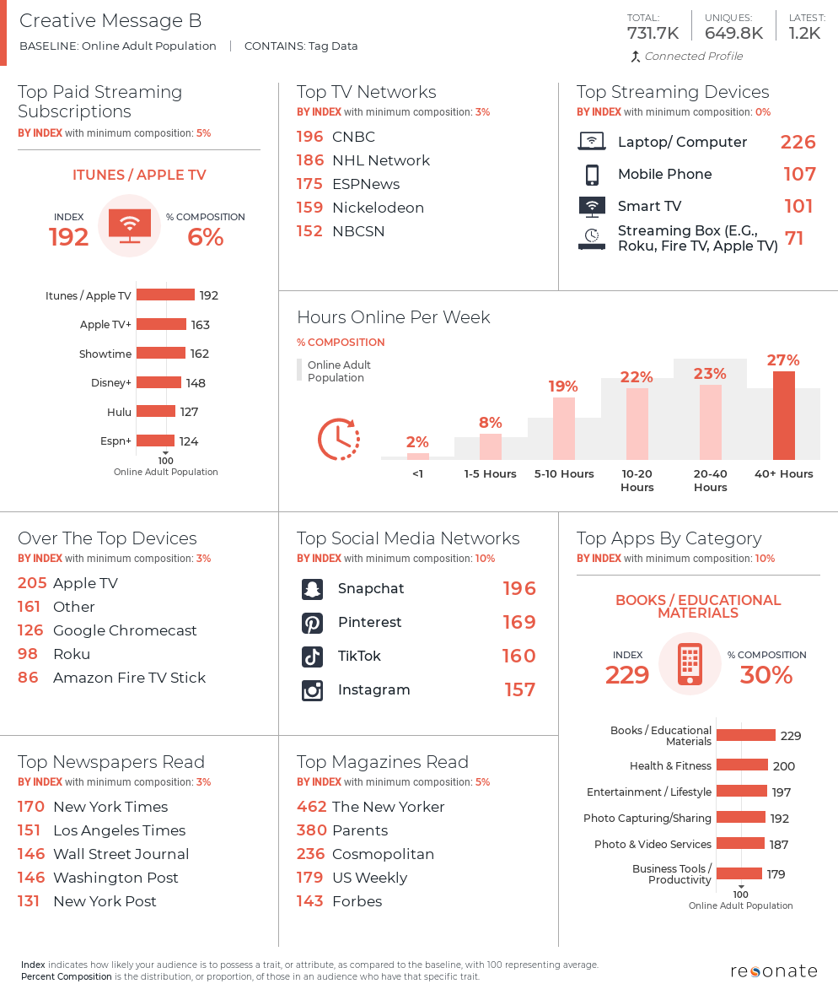 Creative Message B
BASELINE: Online Adult Population | CONTAINS: Tag Data
TOTAL:
731.7K
UNIQUES:
649.8K
LATEST:
1.2K
Connected Profile
Top Paid Streaming
Subscriptions
BY INDEX with minimum composition: 5%
ITUNES / APPLE TV
INDEX
192
% COMPOSITION
6%
Itunes / Apple TV 192
Apple TV+ 163
Showtime 162
Disney+ 148
Hulu 127
Espn+ 124
100
Online Adult Population
Top TV Networks
BY INDEX with minimum composition: 3%
196 CNBC
186 NHL Network
175 ESPNews
159 Nickelodeon
152 NBCSN
Top Streaming Devices
BY INDEX with minimum composition: 0%
Laptop/ Computer 226
Mobile Phone 107
Smart TV 101
Streaming Box (E.G.,
Roku, Fire TV, Apple TV) 71
Hours Online Per Week
% COMPOSITION
Online Adult
Population
2% 8% 19% 22% 23% 27%
<1 1-5 Hours 5-10 Hours 10-20 20-40 40+ Hours
Hours Hours
Over The Top Devices
BY INDEX with minimum composition: 3%
205 Apple TV
161 Other
126 Google Chromecast
98 Roku
86 Amazon Fire TV Stick
Top Social Media Networks
BY INDEX with minimum composition: 10%
Snapchat 196
Pinterest 169
TikTok 160
Instagram 157
Top Apps By Category
BY INDEX with minimum composition: 10%
BOOKS / EDUCATIONAL
MATERIALS
INDEX
229
% COMPOSITION
30%
Books / Educational
Materials 229
Health & Fitness 200
Entertainment / Lifestyle 197
Photo Capturing/Sharing 192
Photo & Video Services 187
Business Tools /
Productivity 179
100
Online Adult Population
Top Newspapers Read
BY INDEX with minimum composition: 3%
170 New York Times
151 Los Angeles Times
146 Wall Street Journal
146 Washington Post
131 New York Post
Top Magazines Read
BY INDEX with minimum composition: 5%
462 The New Yorker
380 Parents
236 Cosmopolitan
179 US Weekly
143 Forbes
Index indicates how likely your audience is to possess a trait, or attribute, as compared to the baseline, with 100 representing average.
Percent Composition is the distribution, or proportion, of those in an audience who have that specific trait.
resonate